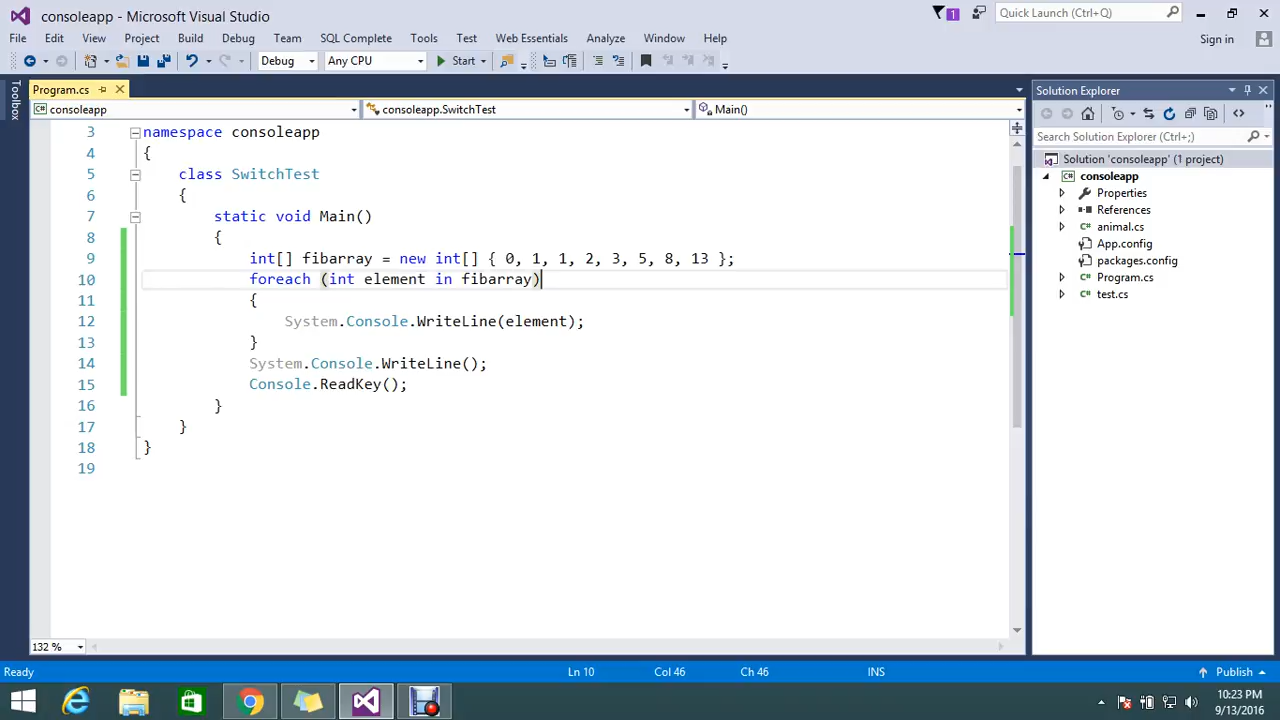 consoleapp - Microsoft Visual Studio
1
Quick Launch (Ctrl+Q)
File Edit View Project Build Debug Team SQL Complete Tools Test Web Essentials Analyze Window Help
Sign in
Debug Any CPU Start
Toolbox
Program.cs
consoleapp consoleapp.SwitchTest Main()
3 namespace consoleapp
4 {
5 class SwitchTest
6 {
7 static void Main()
8 {
9 int[] fibarray = new int[] { 0, 1, 1, 2, 3, 5, 8, 13 };
10 foreach (int element in fibarray)
11 {
12 System.Console.WriteLine(element);
13 }
14 System.Console.WriteLine();
15 Console.ReadKey();
16 }
17 }
18 }
19
132 %
Solution Explorer
Search Solution Explorer (Ctrl+;)
Solution 'consoleapp' (1 project)
C# consoleapp
Properties
References
C# animal.cs
App.config
packages.config
C# Program.cs
C# test.cs
Ready Ln 10 Col 46 Ch 46 INS Publish
10:23 PM
9/13/2016